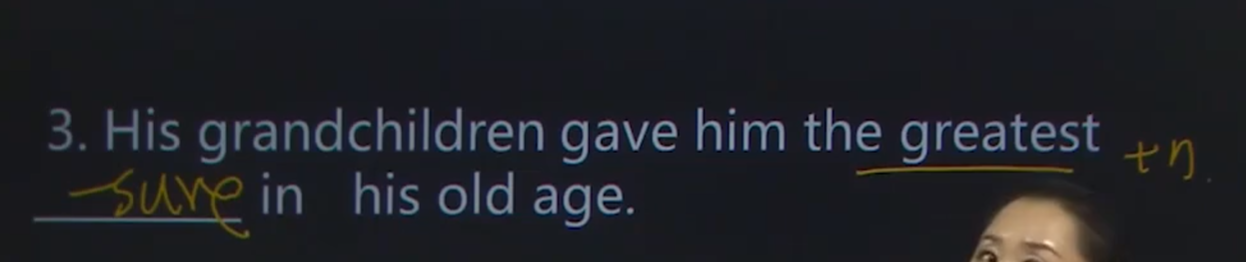 3. His grandchildren gave him the greatest +n.
-sure in his old age.